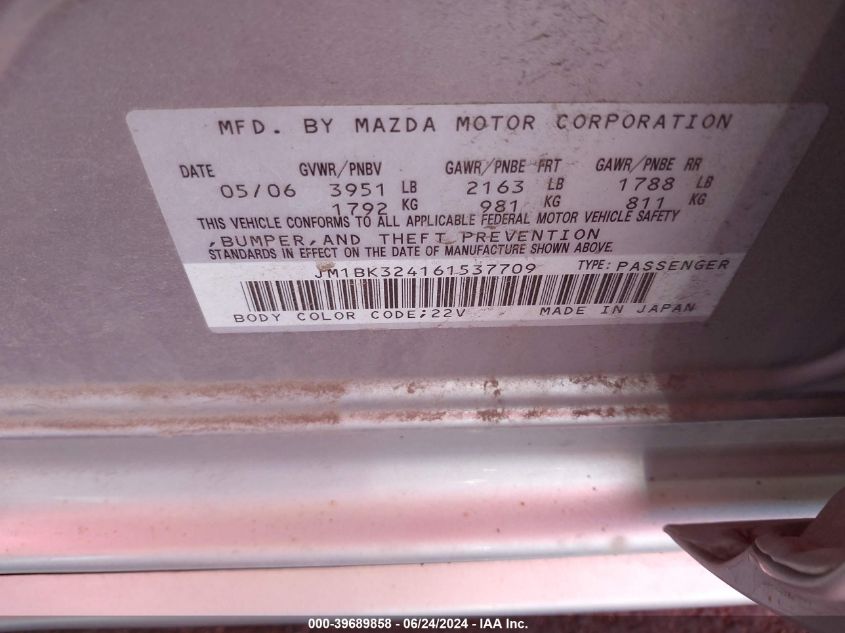 MFD. BY MAZDA MOTOR CORPORATION
DATE GVWR/PNBV GAWR/PNBE FRT GAWR/PNBE RR
05/06 3951 LB 2163 LB 1788 LB
1792 KG 981 KG 811 KG
THIS VEHICLE CONFORMS TO ALL APPLICABLE FEDERAL MOTOR VEHICLE SAFETY
,BUMPER,AND THEFT PREVENTION
STANDARDS IN EFFECT ON THE DATE OF MANUFACTURE SHOWN ABOVE.
JM1BK324161537709 TYPE: PASSENGER
BODY COLOR CODE;22V MADE IN JAPAN
000-39689858 - 06/24/2024 - IAA Inc.